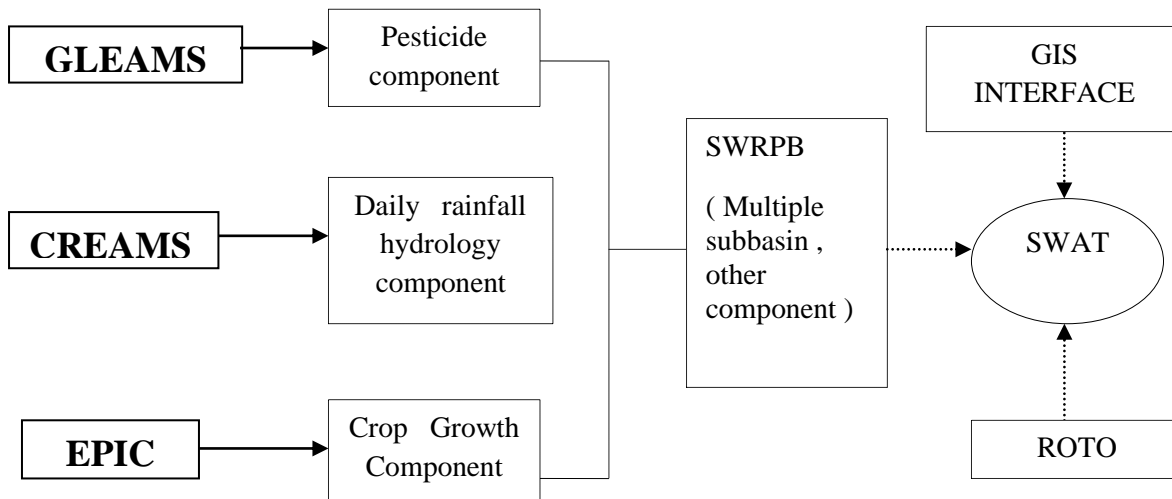 GLEAMS
Pesticide
component
CREAMS
Daily rainfall
hydrology
component
EPIC
Crop Growth
Component
SWRPB
( Multiple
subbasin ,
other
component )
GIS
INTERFACE
SWAT
ROTO